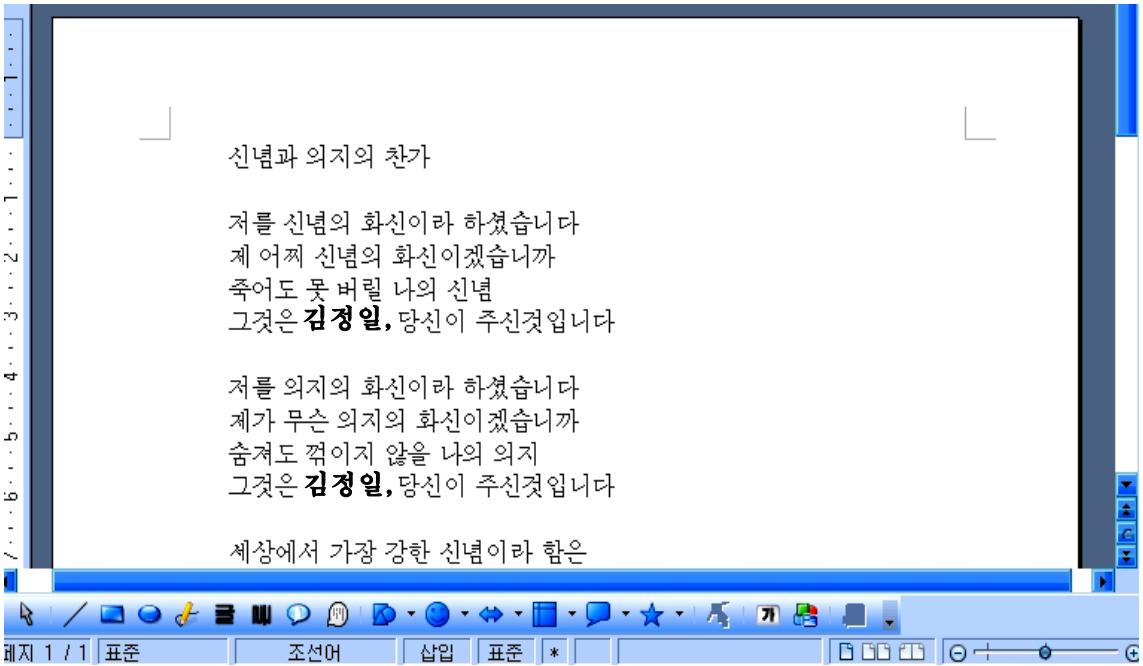 신념과 의지의 찬가
저를 신념의 화신이라 하셨습니다
제 어찌 신념의 화신이겠습니까
죽어도 못 버릴 나의 신념
그것은 김정일, 당신이 주신것입니다
저를 의지의 화신이라 하셨습니다
제가 무슨 의지의 화신이겠습니까
숨져도 꺾이지 않을 나의 의지
그것은 김정일, 당신이 주신것입니다
세상에서 가장 강한 신념이라 함은
페지 1 / 1 표준 조선어 삽입 표준 *